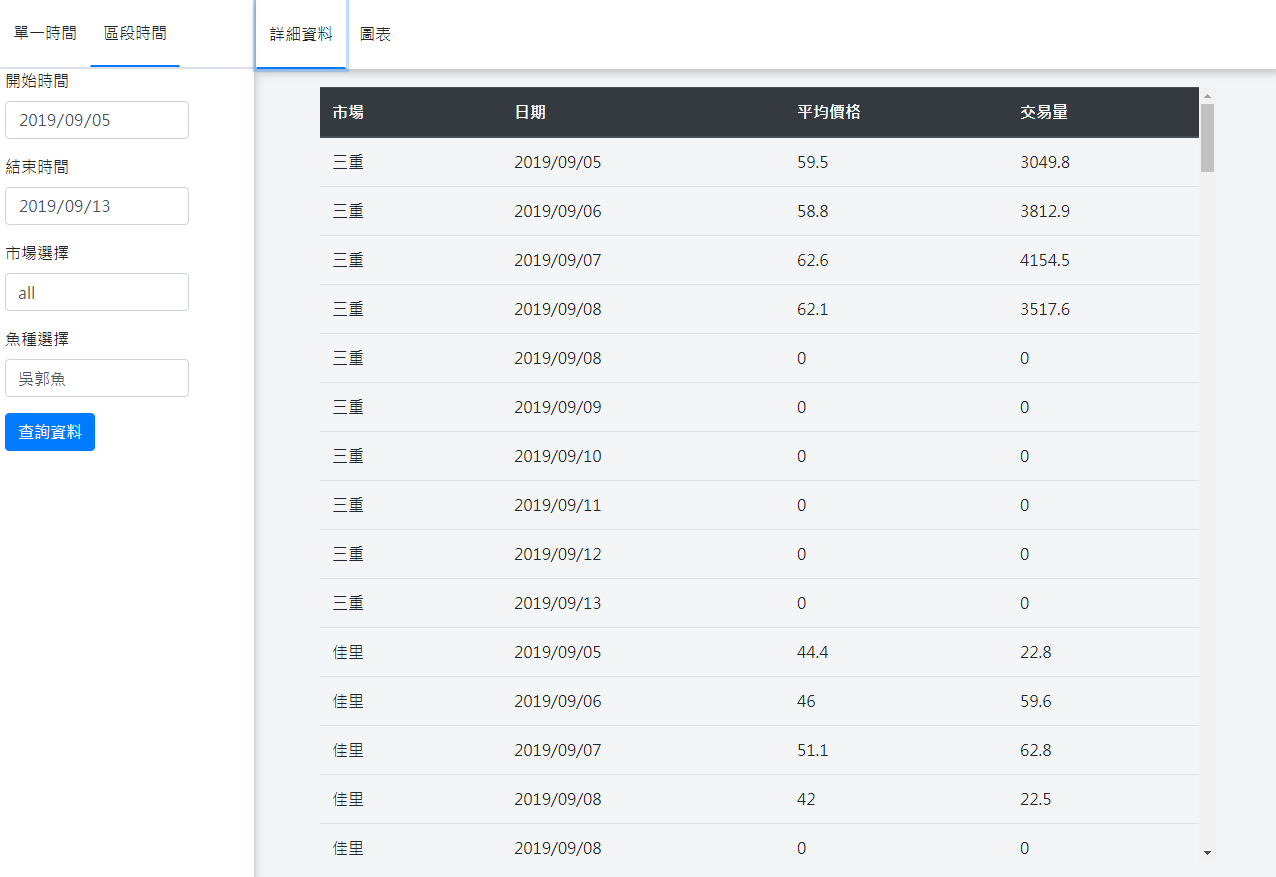 單一時間 區段時間 詳細資料 圖表
開始時間
2019/09/05
結束時間
2019/09/13
市場選擇
all
魚種選擇
吳郭魚
查詢資料
市場 日期 平均價格 交易量
三重 2019/09/05 59.5 3049.8
三重 2019/09/06 58.8 3812.9
三重 2019/09/07 62.6 4154.5
三重 2019/09/08 62.1 3517.6
三重 2019/09/08 0 0
三重 2019/09/09 0 0
三重 2019/09/10 0 0
三重 2019/09/11 0 0
三重 2019/09/12 0 0
三重 2019/09/13 0 0
佳里 2019/09/05 44.4 22.8
佳里 2019/09/06 46 59.6
佳里 2019/09/07 51.1 62.8
佳里 2019/09/08 42 22.5
佳里 2019/09/08 0 0